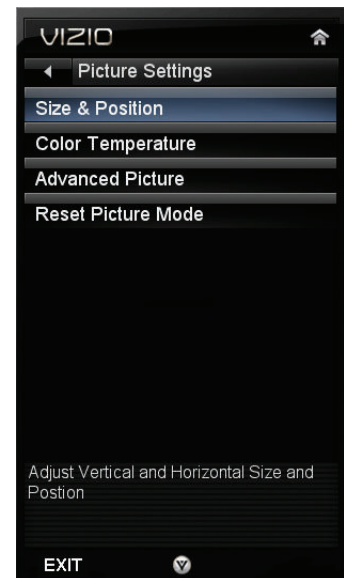 VIZIO
Picture Settings
Size & Position
Color Temperature
Advanced Picture
Reset Picture Mode
Adjust Vertical and Horizontal Size and
Postion
EXIT
V